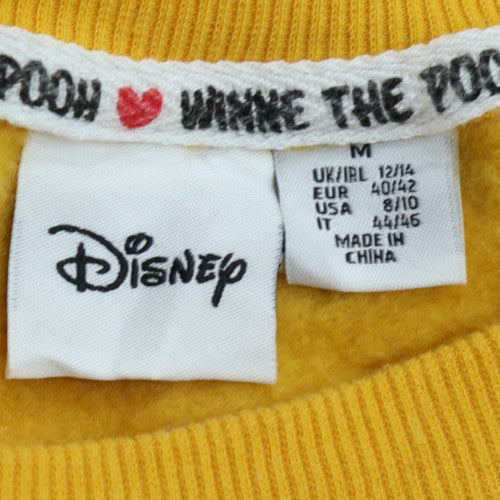 POOH ❤ WINNIE THE POO
M
UK/IRL 12/14
EUR 40/42
USA 8/10
IT 44/46
MADE IN
CHINA
Disney